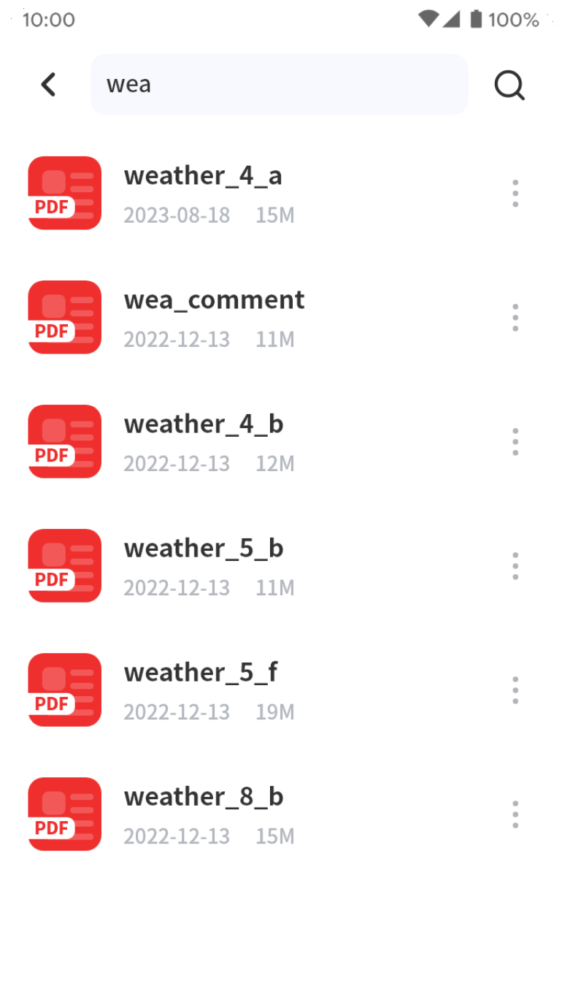 10:00 100%
wea
weather_4_a
PDF
2023-08-18 15M
wea_comment
PDF
2022-12-13 11M
weather_4_b
PDF
2022-12-13 12M
weather_5_b
PDF
2022-12-13 11M
weather_5_f
PDF
2022-12-13 19M
weather_8_b
PDF
2022-12-13 15M